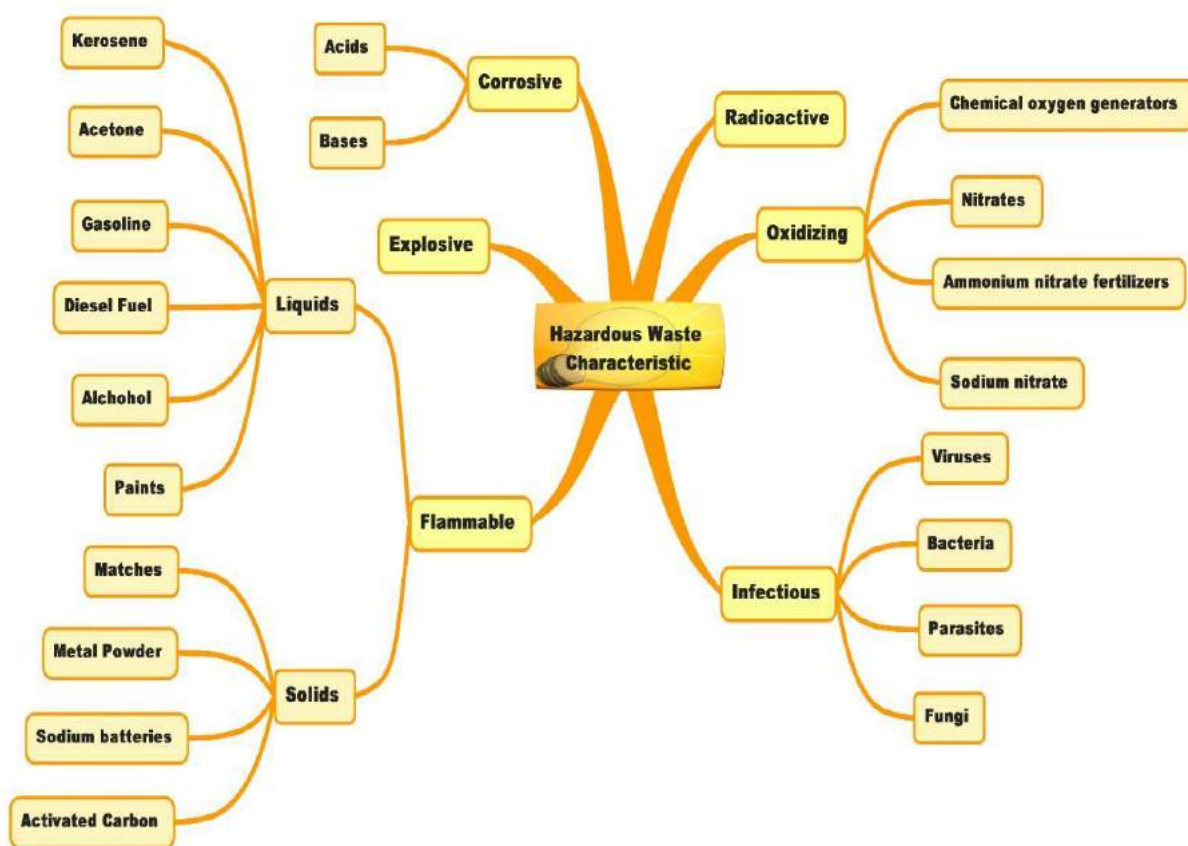 Hazardous Waste
Characteristic
Corrosive
Acids
Bases
Explosive
Flammable
Liquids
Kerosene
Acetone
Gasoline
Diesel Fuel
Alchohol
Paints
Solids
Matches
Metal Powder
Sodium batteries
Activated Carbon
Radioactive
Oxidizing
Chemical oxygen generators
Nitrates
Ammonium nitrate fertilizers
Sodium nitrate
Infectious
Viruses
Bacteria
Parasites
Fungi